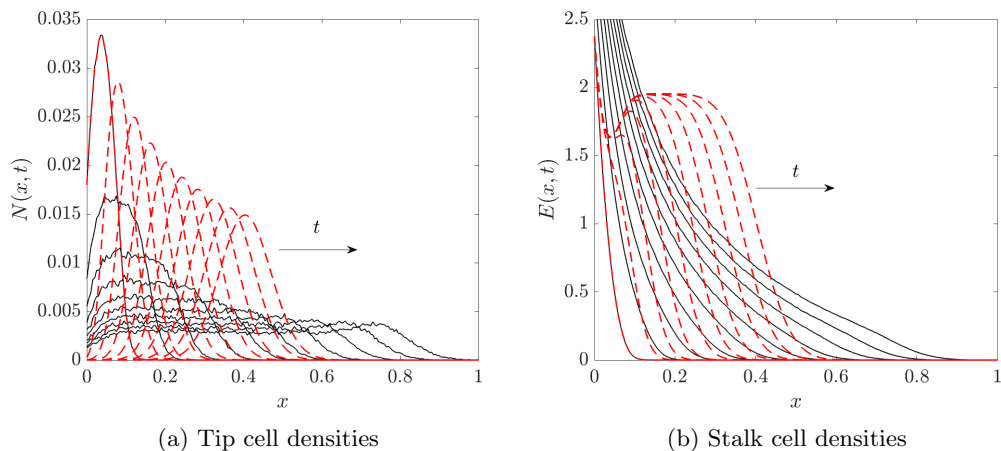 0.035
0.03
0.025
0.02
0.015
0.01
0.005
0
N(x, t)
t
0 0.2 0.4 0.6 0.8 1
x
(a) Tip cell densities
2.5
2
1.5
1
0.5
0
E(x, t)
t
0 0.2 0.4 0.6 0.8 1
x
(b) Stalk cell densities